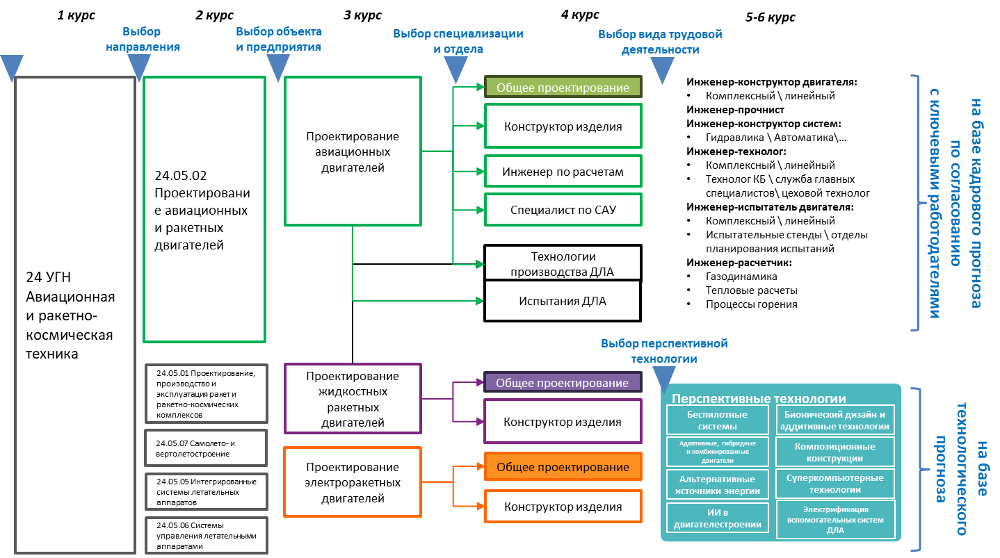 1 курс
2 курс
3 курс
4 курс
5-6 курс
Выбор
направления
Выбор объекта
и предприятия
Выбор специализации
и отдела
Выбор вида трудовой
деятельности
24 УГН
Авиационная
и ракетно-
космическая
техника
24.05.02
Проектировани
е авиационных
и ракетных
двигателей
24.05.01 Проектирование,
производство и
эксплуатация ракет и
ракетно-космических
комплексов
24.05.07 Самолето- и
вертолетостроение
24.05.05 Интегрированные
системы летательных
аппаратов
24.05.06 Системы
управления летательными
аппаратами
Проектирование
авиационных
двигателей
Проектирование
жидкостных
ракетных
двигателей
Проектирование
электроракетных
двигателей
Общее проектирование
Конструктор изделия
Инженер по расчетам
Специалист по САУ
Технологии
производства ДЛА
Испытания ДЛА
Общее проектирование
Конструктор изделия
Общее проектирование
Конструктор изделия
Инженер-конструктор двигателя:
• Комплексный \ линейный
Инженер-прочнист
Инженер-конструктор систем:
• Гидравлика \ Автоматика\...
Инженер-технолог:
• Комплексный \ линейный
• Технолог КБ \ служба главных
специалистов\ цеховой технолог
Инженер-испытатель двигателя:
• Комплексный \ линейный
• Испытательные стенды \ отделы
планирования испытаний
Инженер-расчетчик:
• Газодинамика
• Тепловые расчеты
• Процессы горения
на базе кадрового прогноза
по согласованию
с ключевыми работодателями
Выбор перспективной
технологии
Перспективные технологии
Беспилотные
системы
Бионический дизайн и
аддитивные технологии
Адаптивные, гибридные
и комбинированные
двигатели
Композиционные
конструкции
Альтернативные
источники энергии
Суперкомпьютерные
технологии
ИИ в
двигателестроении
Электрификация
вспомогательных систем
ДЛА
на базе
технологического
прогноза